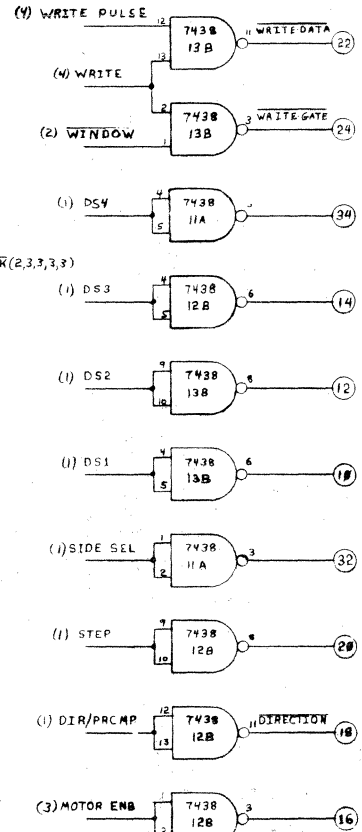 (4) WRITE PULSE 12 7438 13B 11 WRITE DATA 22
13
(4) WRITE
2 7438 13B 3 WRITE GATE 24
(2) WINDOW 1
(1) DS4 4 5 7438 11A 34
K(2,3,3,3,3)
(1) DS3 4 5 7438 12B 6 14
(1) DS2 9 10 7438 13B 8 12
(1) DS1 4 5 7438 13B 6 10
(1) SIDE SEL 1 2 7438 11A 3 32
(1) STEP 9 10 7438 12B 8 20
(1) DIR/PRCMP 12 13 7438 12B 11 DIRECTION 18
(3) MOTOR ENB 2 7438 12B 3 16